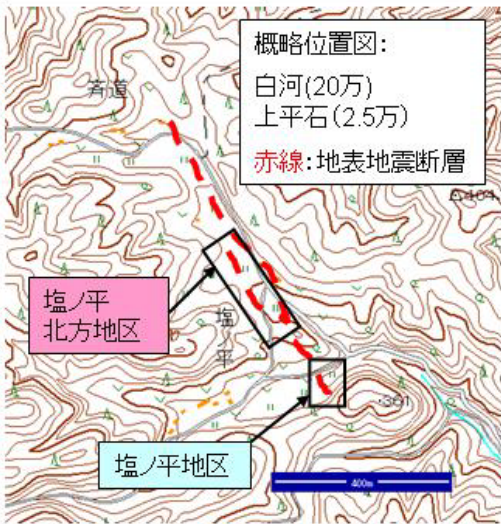 概略位置図:
白河(20万)
上平石(2.5万)
赤線:地表地震断層
斉道
塩ノ平
北方地区
塩ノ平
・391
塩ノ平地区
400m